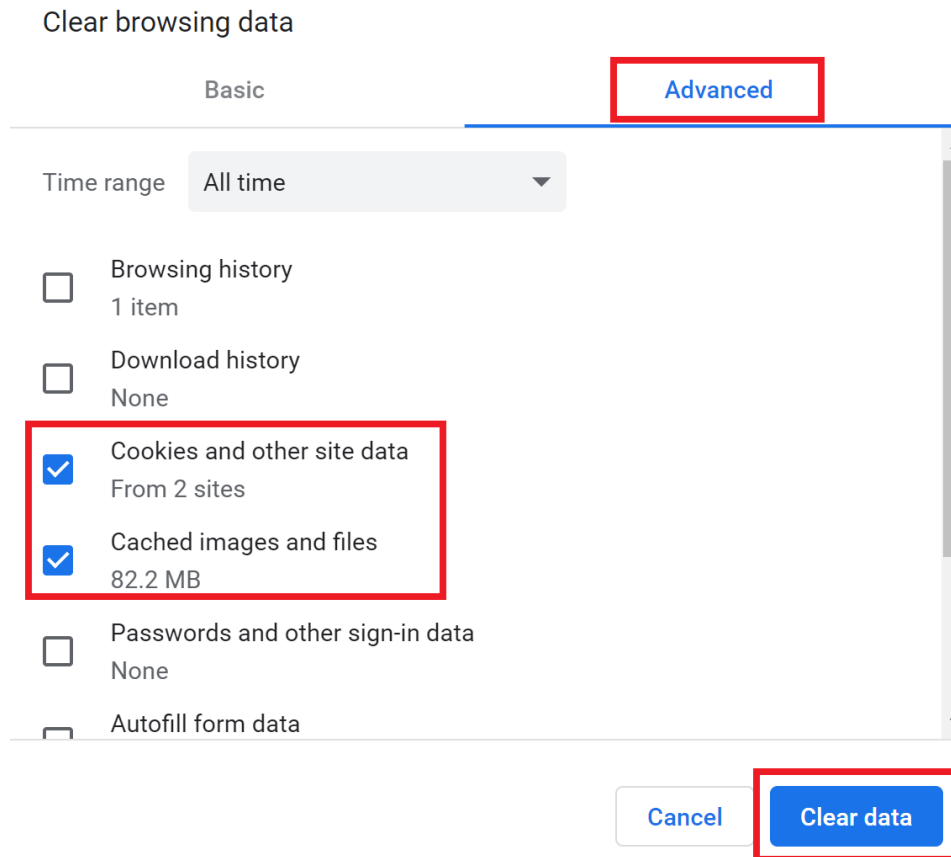 Clear browsing data
Basic
Advanced
Time range
All time
Browsing history
1 item
Download history
None
Cookies and other site data
From 2 sites
Cached images and files
82.2 MB
Passwords and other sign-in data
None
Autofill form data
Cancel
Clear data